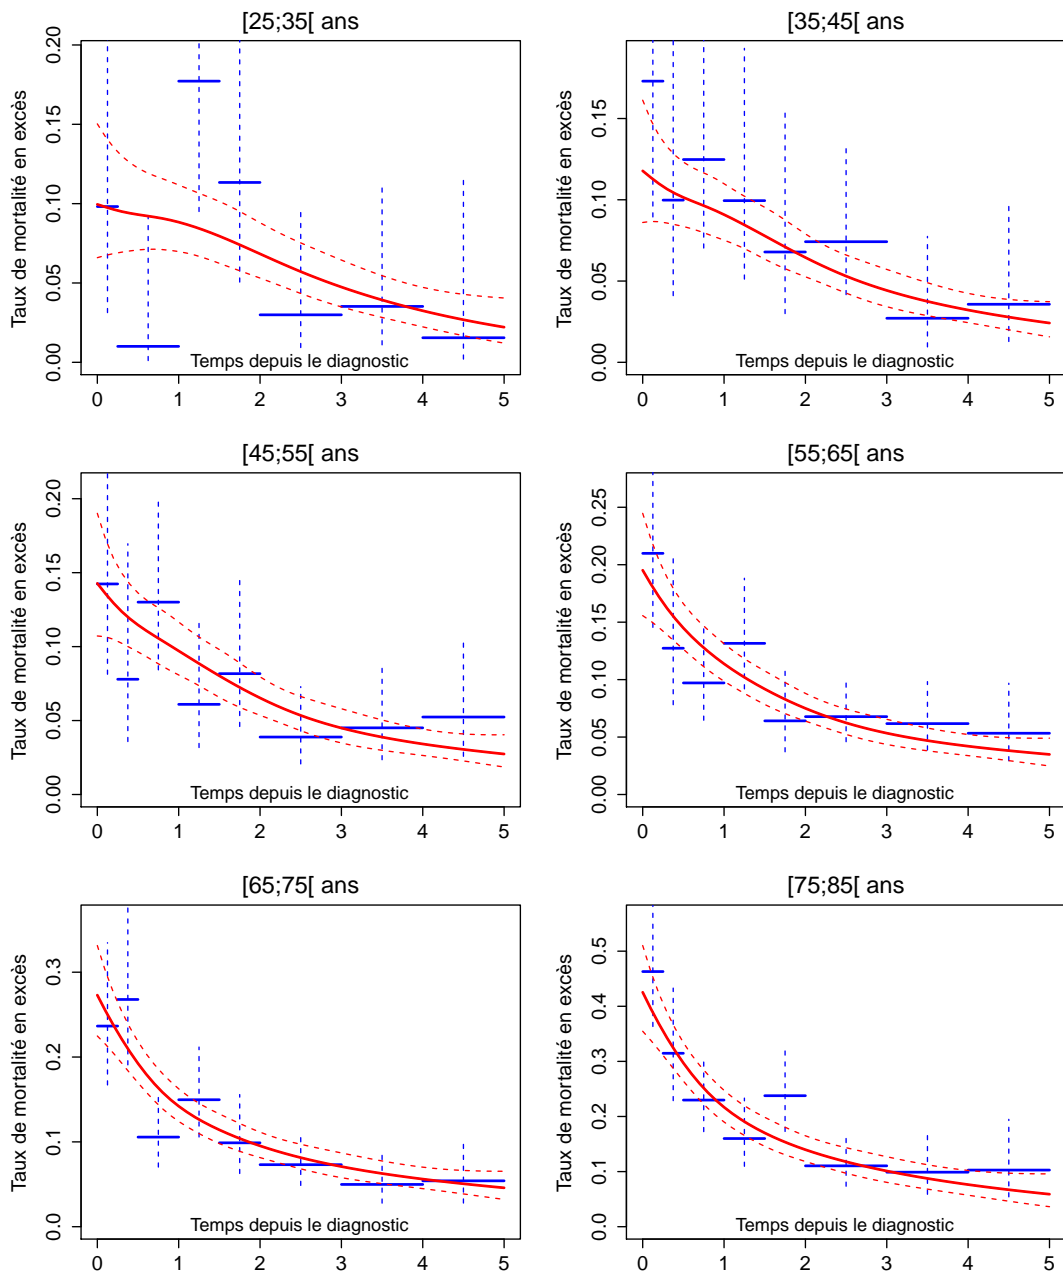 [25;35[ ans
Taux de mortalité en excès
0.00 0.05 0.10 0.15 0.20
Temps depuis le diagnostic
0 1 2 3 4 5
[35;45[ ans
Taux de mortalité en excès
0.00 0.05 0.10 0.15
Temps depuis le diagnostic
0 1 2 3 4 5
[45;55[ ans
Taux de mortalité en excès
0.00 0.05 0.10 0.15 0.20
Temps depuis le diagnostic
0 1 2 3 4 5
[55;65[ ans
Taux de mortalité en excès
0.00 0.05 0.10 0.15 0.20 0.25
Temps depuis le diagnostic
0 1 2 3 4 5
[65;75[ ans
Taux de mortalité en excès
0.0 0.1 0.2 0.3
Temps depuis le diagnostic
0 1 2 3 4 5
[75;85[ ans
Taux de mortalité en excès
0.0 0.1 0.2 0.3 0.4 0.5
Temps depuis le diagnostic
0 1 2 3 4 5